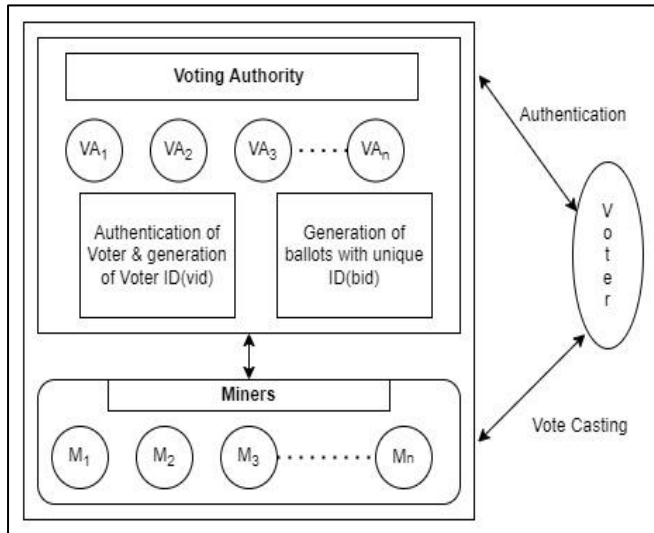 Voting Authority
VA1 VA2 VA3 ...... VAn
Authentication of
Voter & generation
of Voter ID(vid)
Generation of
ballots with unique
ID(bid)
Miners
M1 M2 M3 .......... Mn
Authentication
Voter
Vote Casting